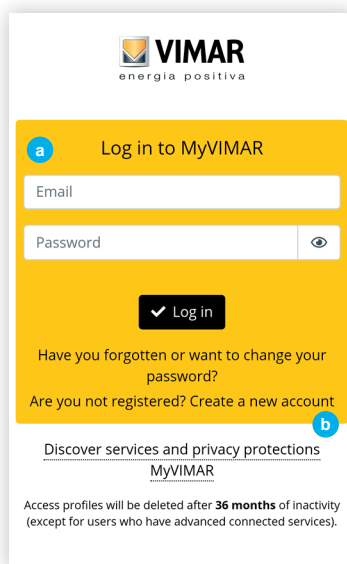 VIMAR
energia positiva
a
Log in to MyVIMAR
Email
Password
Log in
Have you forgotten or want to change your
password?
Are you not registered? Create a new account
b
Discover services and privacy protections
MyVIMAR
Access profiles will be deleted after 36 months of inactivity
(except for users who have advanced connected services).